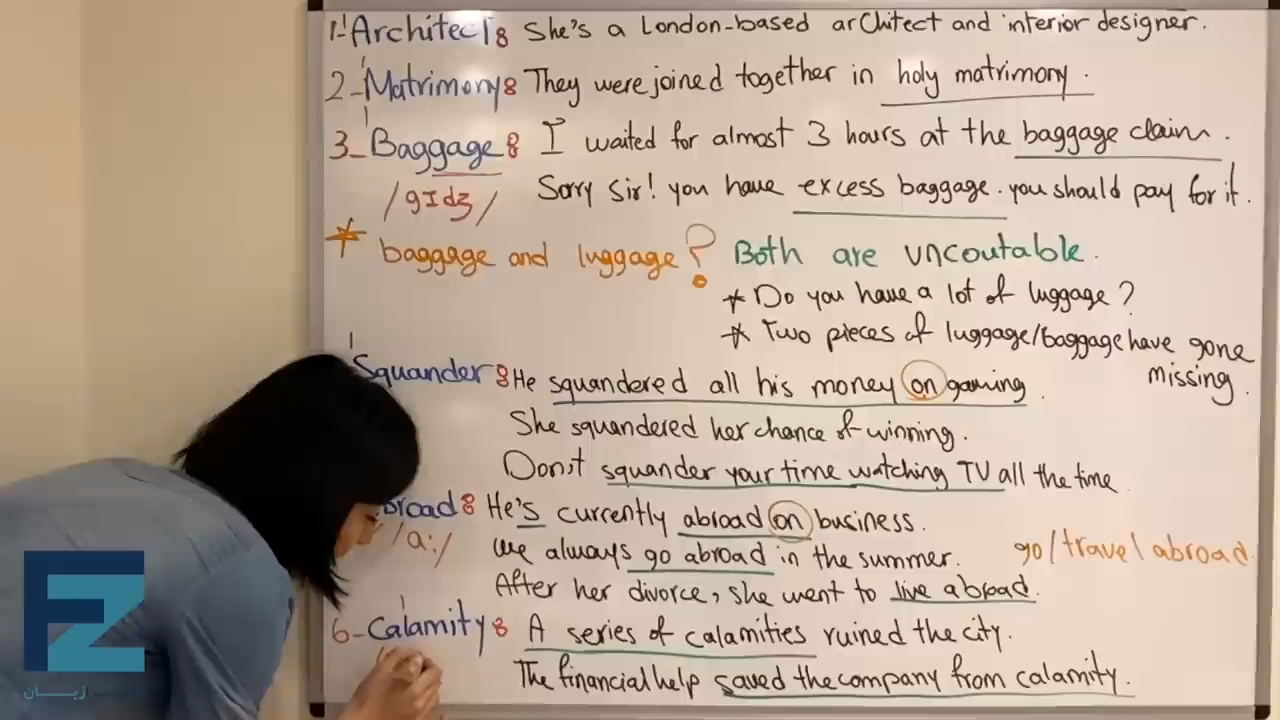 1-Architect: She's a London-based architect and interior designer.
2-Matrimony: They were joined together in holy matrimony.
3-Baggage: I waited for almost 3 hours at the baggage claim.
/gɪdʒ/ Sorry Sir! you have excess baggage. you should pay for it.
* baggage and luggage? Both are uncoutable.
* Do you have a lot of luggage?
* Two pieces of luggage/baggage have gone missing.
Squander: He squandered all his money on gaming.
She squandered her chance of winning.
Don't squander your time watching TV all the time
broad: He's currently abroad on business.
/a:/ We always go abroad in the summer. go/travel abroad
After her divorce, she went to live abroad.
6-Calamity: A series of calamities ruined the city.
The financial help saved the company from calamity.
EZ
زبان